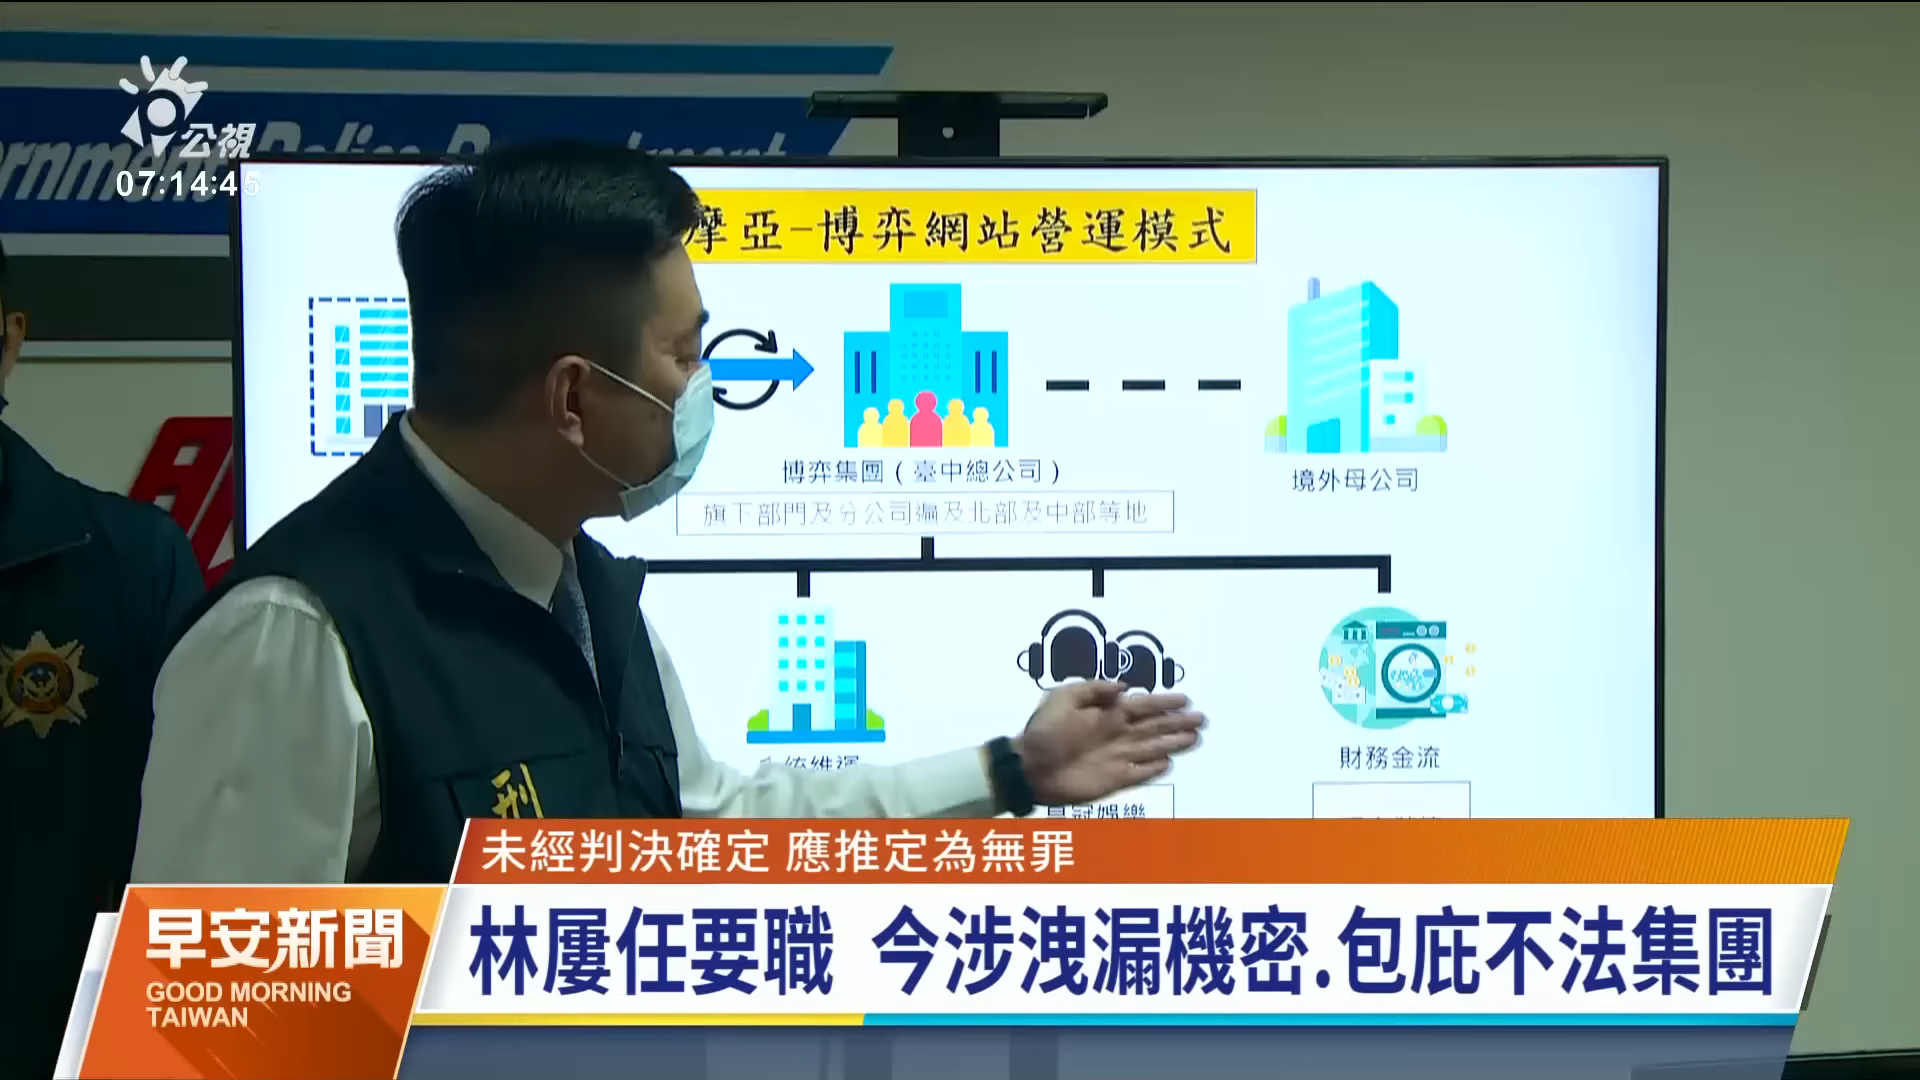 公視
07:14:45
Police
摩亞-博弈網站營運模式
博弈集團(臺中總公司)
境外母公司
旗下部門及分公司遍及北部及中部等地
財務金流
刑
未經判決確定 應推定為無罪
早安新聞
GOOD MORNING
TAIWAN
林屢任要職 今涉洩漏機密.包庇不法集團